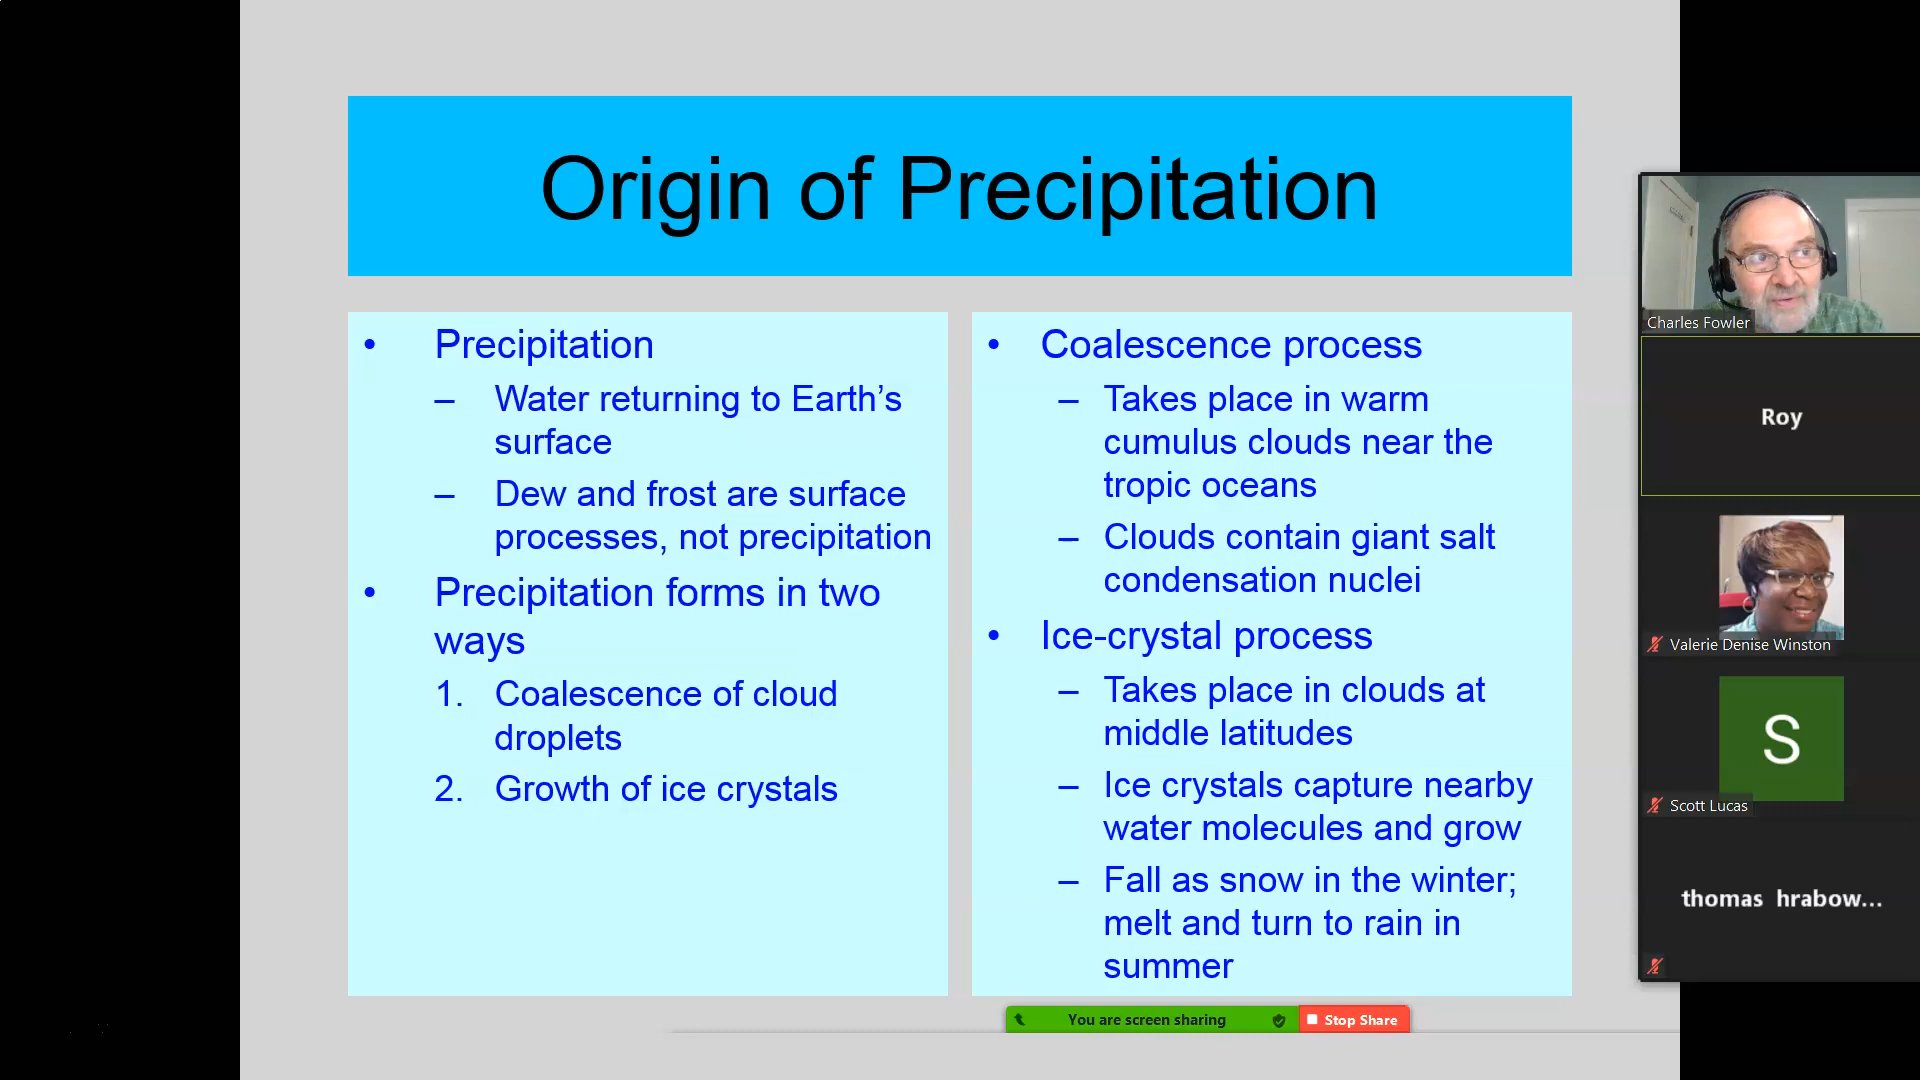 Origin of Precipitation
• Precipitation
– Water returning to Earth’s
surface
– Dew and frost are surface
processes, not precipitation
• Precipitation forms in two
ways
1. Coalescence of cloud
droplets
2. Growth of ice crystals
• Coalescence process
– Takes place in warm
cumulus clouds near the
tropic oceans
– Clouds contain giant salt
condensation nuclei
• Ice-crystal process
– Takes place in clouds at
middle latitudes
– Ice crystals capture nearby
water molecules and grow
– Fall as snow in the winter;
melt and turn to rain in
summer
Charles Fowler
Roy
Valerie Denise Winston
S
Scott Lucas
thomas hrabow...
You are screen sharing
Stop Share